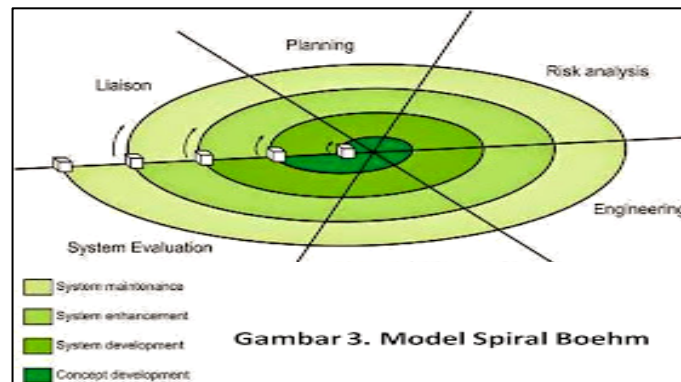 Planning
Risk analysis
Liaison
Engineering
System Evaluation
System maintenance
System enhancement
System development
Concept development
Gambar 3. Model Spiral Boehm